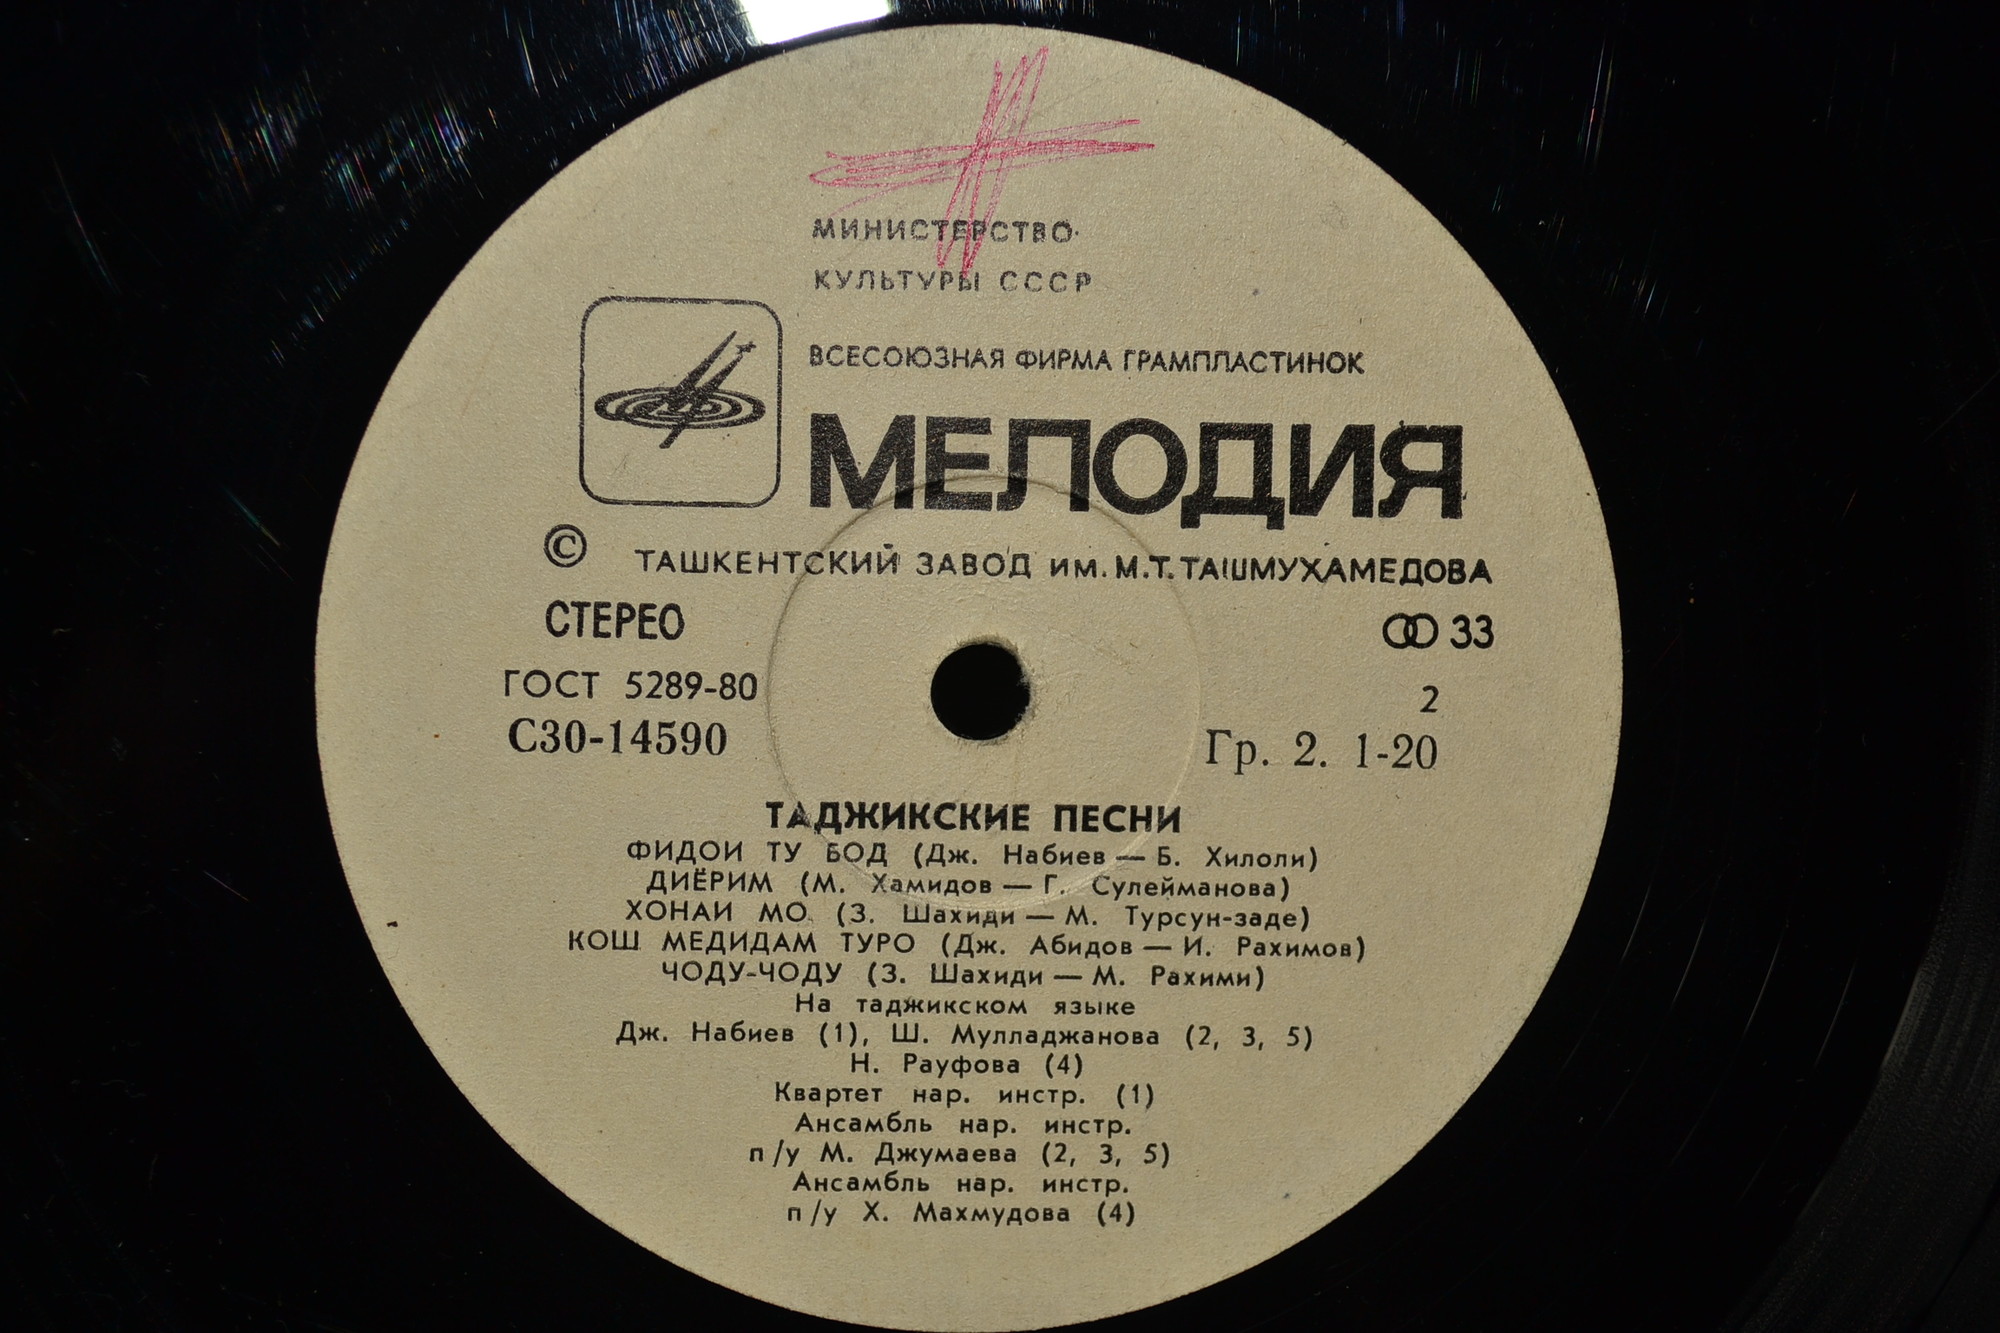 МИНИСТЕРСТВО
КУЛЬТУРЫ СССР
ВСЕСОЮЗНАЯ ФИРМА ГРАМПЛАСТИНОК
МЕЛОДИЯ
© ТАШКЕНТСКИЙ ЗАВОД ИМ. М.Т. ТАШМУХАМЕДОВА
СТЕРЕО 33
ГОСТ 5289-80 2
С30-14590 Гр. 2. 1-20
ТАДЖИКСКИЕ ПЕСНИ
ФИДОИ ТУ БОД (Дж. Набиев — Б. Хилоли)
ДИЁРИМ (М. Хамидов — Г. Сулейманова)
ХОНАИ МО (З. Шахиди — М. Турсун-заде)
КОШ МЕДИДАМ ТУРО (Дж. Абидов — И. Рахимов)
ЧОДУ-ЧОДУ (З. Шахиди — М. Рахими)
На таджикском языке
Дж. Набиев (1), Ш. Мулладжанова (2, 3, 5)
Н. Рауфова (4)
Квартет нар. инстр. (1)
Ансамбль нар. инстр.
п/у М. Джумаева (2, 3, 5)
Ансамбль нар. инстр.
п/у Х. Махмудова (4)